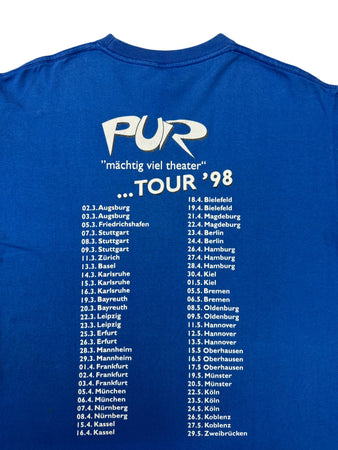 PUR
"mächtig viel theater"
...TOUR '98
02.3. Augsburg
03.3. Augsburg
05.3. Friedrichshafen
07.3. Stuttgart
08.3. Stuttgart
09.3. Stuttgart
11.3. Zürich
13.3. Basel
14.3. Karlsruhe
15.3. Karlsruhe
16.3. Karlsruhe
19.3. Bayreuth
20.3. Bayreuth
22.3. Leipzig
23.3. Leipzig
25.3. Erfurt
26.3. Erfurt
28.3. Mannheim
29.3. Mannheim
01.4. Frankfurt
02.4. Frankfurt
03.4. Frankfurt
05.4. München
06.4. München
07.4. Nürnberg
08.4. Nürnberg
15.4. Kassel
16.4. Kassel
18.4. Bielefeld
19.4. Bielefeld
21.4. Magdeburg
22.4. Magdeburg
23.4. Berlin
24.4. Berlin
26.4. Hamburg
27.4. Hamburg
28.4. Hamburg
30.4. Kiel
01.5. Kiel
05.5. Bremen
06.5. Bremen
08.5. Oldenburg
09.5. Oldenburg
11.5. Hannover
12.5. Hannover
13.5. Hannover
15.5 Oberhausen
16.5 Oberhausen
17.5 Oberhausen
19.5. Münster
20.5. Münster
22.5. Köln
23.5. Köln
24.5. Köln
26.5. Koblenz
27.5. Koblenz
29.5. Zweibrücken